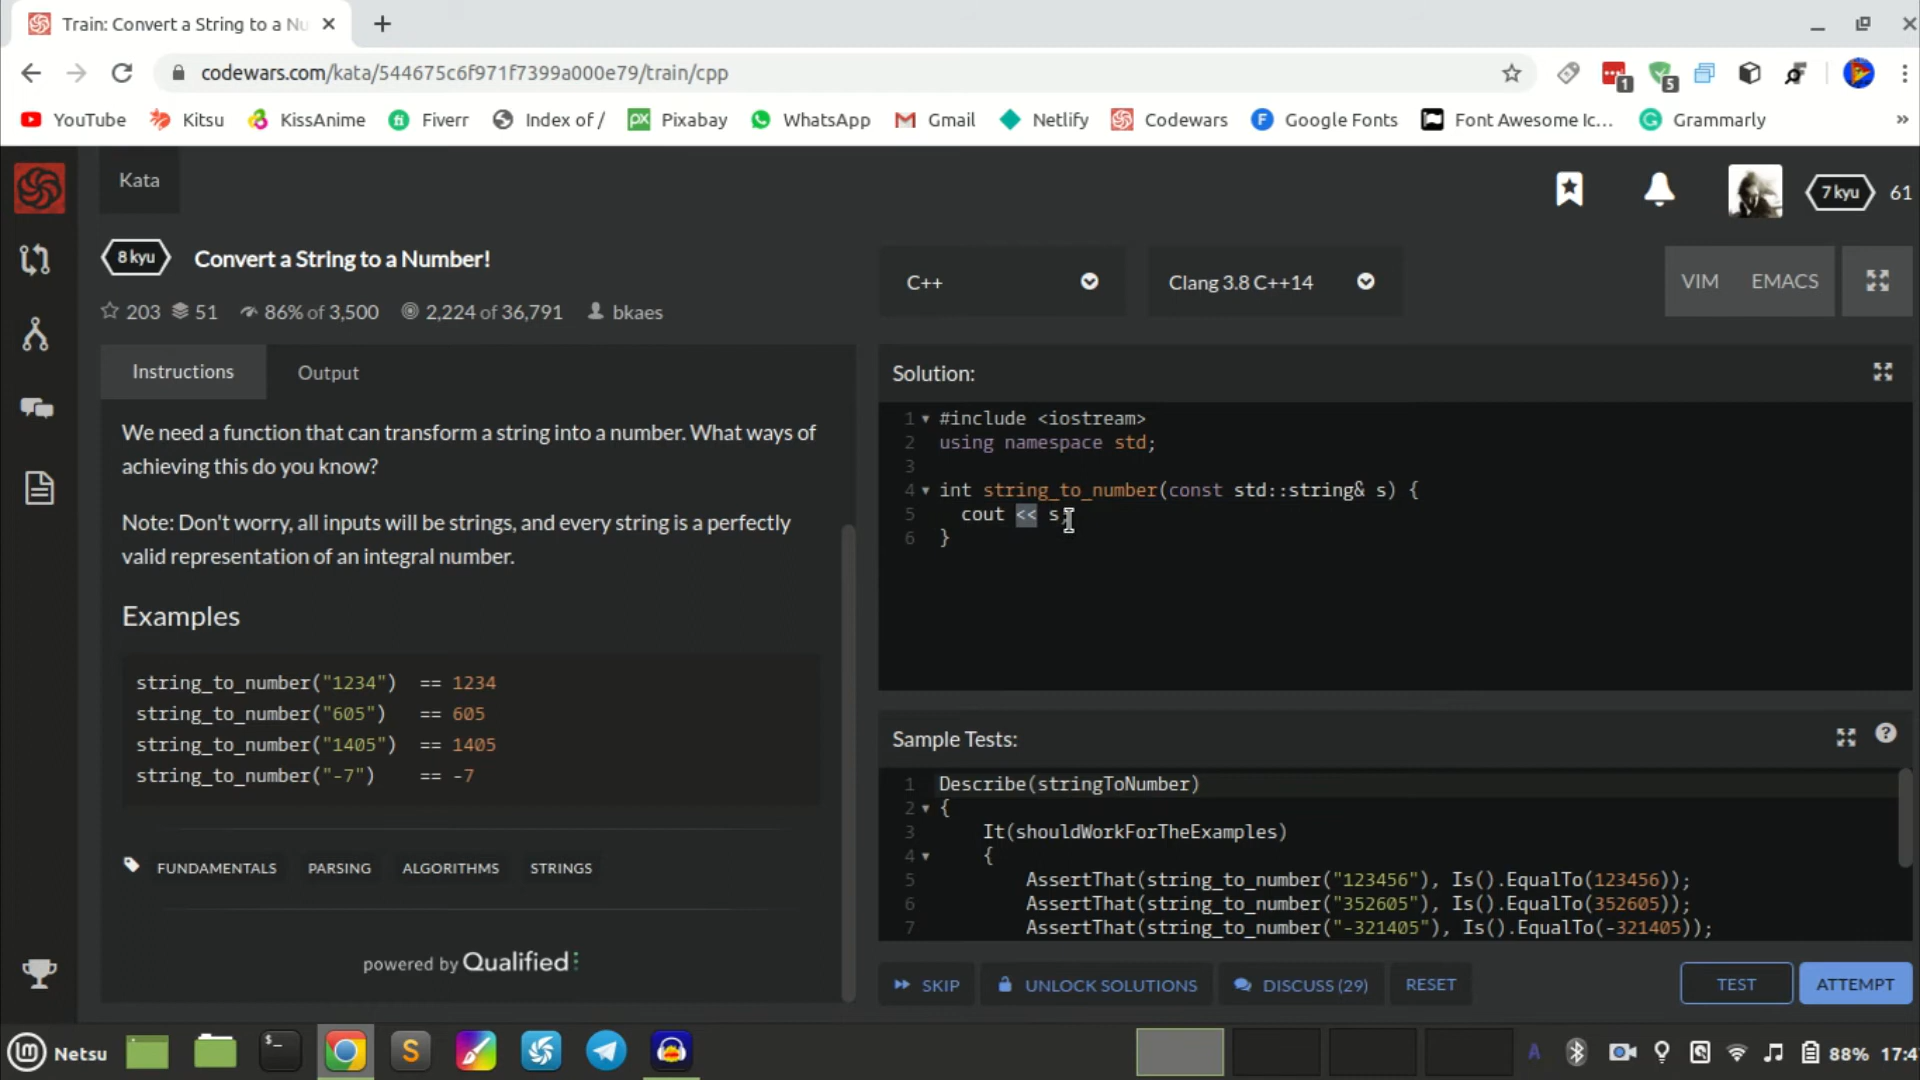 Train: Convert a String to a Nu
codewars.com/kata/544675c6f971f7399a000e79/train/cpp
1
5
YouTube Kitsu KissAnime Fiverr Index of / Pixabay WhatsApp Gmail Netlify Codewars Google Fonts Font Awesome Ic... Grammarly »
Kata
7 kyu 61
8 kyu Convert a String to a Number!
203 51 86% of 3,500 2,224 of 36,791 bkaes
C++ Clang 3.8 C++14 VIM EMACS
Instructions Output
We need a function that can transform a string into a number. What ways of
achieving this do you know?
Note: Don't worry, all inputs will be strings, and every string is a perfectly
valid representation of an integral number.
Examples
string_to_number("1234") == 1234
string_to_number("605") == 605
string_to_number("1405") == 1405
string_to_number("-7") == -7
FUNDAMENTALS PARSING ALGORITHMS STRINGS
powered by Qualified
Solution:
1 #include <iostream>
2 using namespace std;
3
4 int string_to_number(const std::string& s) {
5 cout << s;
6 }
Sample Tests:
1 Describe(stringToNumber)
2 {
3 It(shouldWorkForTheExamples)
4 {
5 AssertThat(string_to_number("123456"), Is().EqualTo(123456));
6 AssertThat(string_to_number("352605"), Is().EqualTo(352605));
7 AssertThat(string_to_number("-321405"), Is().EqualTo(-321405));
SKIP UNLOCK SOLUTIONS DISCUSS (29) RESET TEST ATTEMPT
Netsu $_ S A 88% 17:4